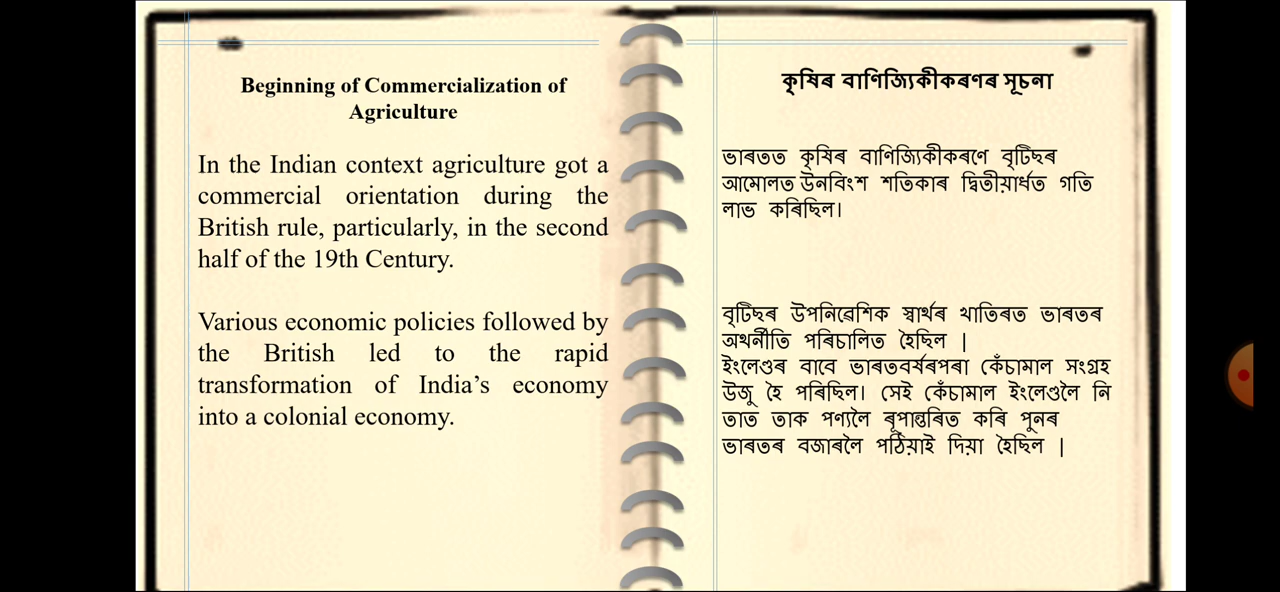 Beginning of Commercialization of
Agriculture
In the Indian context agriculture got a
commercial orientation during the
British rule, particularly, in the second
half of the 19th Century.
Various economic policies followed by
the British led to the rapid
transformation of India’s economy
into a colonial economy.
কৃষিৰ বাণিজ্যিকীকৰণৰ সূচনা
ভাৰতত কৃষিৰ বাণিজ্যিকীকৰণে বৃটিছৰ
আমোলত উনবিংশ শতিকাৰ দ্বিতীয়াৰ্ধত গতি
লাভ কৰিছিল।
বৃটিছৰ উপনিৱেশিক স্বাৰ্থৰ খাতিৰত ভাৰতৰ
অথৰ্নীতি পৰিচালিত হৈছিল |
ইংলেণ্ডৰ বাবে ভাৰতবৰ্ষৰপৰা কেঁচামাল সংগ্ৰহ
উজু হৈ পৰিছিল। সেই কেঁচামাল ইংলেণ্ডলৈ নি
তাত তাক পণ্যলৈ ৰূপান্তৰিত কৰি পুনৰ
ভাৰতৰ বজাৰলৈ পঠিয়াই দিয়া হৈছিল |